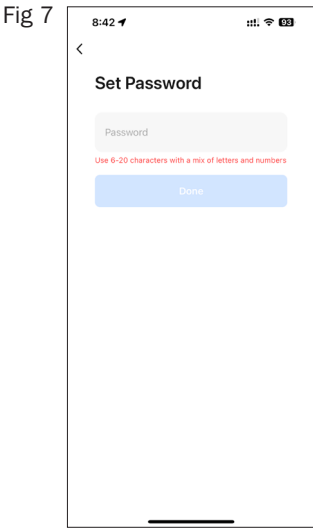 Fig 7
8:42
93
Set Password
Password
Use 6-20 characters with a mix of letters and numbers
Done